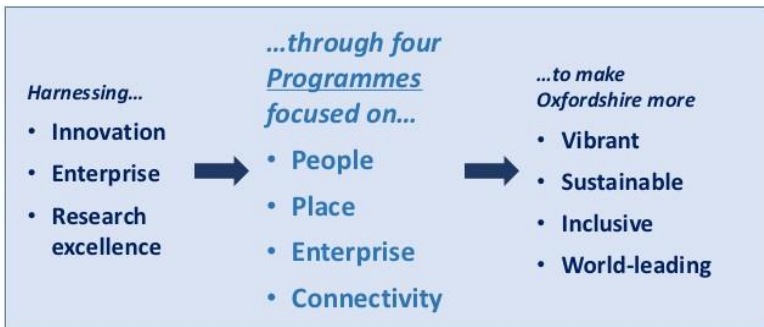 Harnessing...
• Innovation
• Enterprise
• Research
excellence
...through four
Programmes
focused on...
• People
• Place
• Enterprise
• Connectivity
...to make
Oxfordshire more
• Vibrant
• Sustainable
• Inclusive
• World-leading